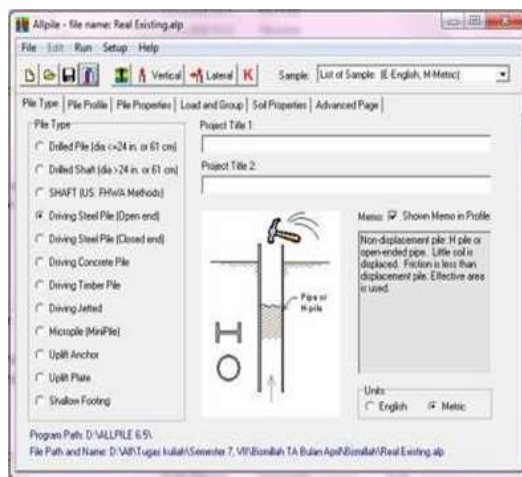 Allpile - file name: Real Existing.alp
File Edit Run Setup Help
Vertical Lateral K Sample: List of Sample: (E-English, M-Metric)
Pile Type Pile Profile Pile Properties Load and Group Soil Properties Advanced Page
Pile Type
Drilled Pile (dia <=24 in. or 61 cm)
Drilled Shaft (dia >24 in. or 61 cm)
SHAFT (US. FHWA Methods)
Driving Steel Pile (Open end)
Driving Steel Pile (Closed end)
Driving Concrete Pile
Driving Timber Pile
Driving Jetted
Micropile (MiniPile)
Uplift Anchor
Uplift Plate
Shallow Footing
Project Title 1:
Project Title 2:
Pipe or
H-pile
Memo: Shown Memo in Profile
Non-displacement pile: H pile or
open-ended pipe. Little soil is
displaced. Friction is less than
displacement pile. Effective area
is used.
Units
English Metric
Program Path: D:\ALLPILE 6.5\
File Path and Name: D:\Alfi\Tugas kuliah\Semester 7, VIII\Bismillah TA Bulan April\Bismillah\Real Existing.alp